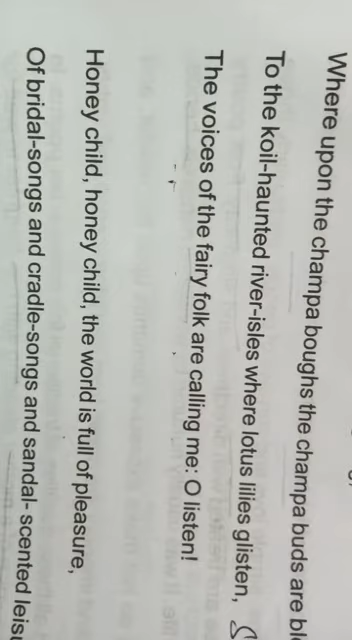 Where upon the champa boughs the champa buds are
To the koil-haunted river-isles where lotus lilies glisten,
The voices of the fairy folk are calling me: O listen!
Honey child, honey child, the world is full of pleasure,
Of bridal-songs and cradle-songs and sandal- scented